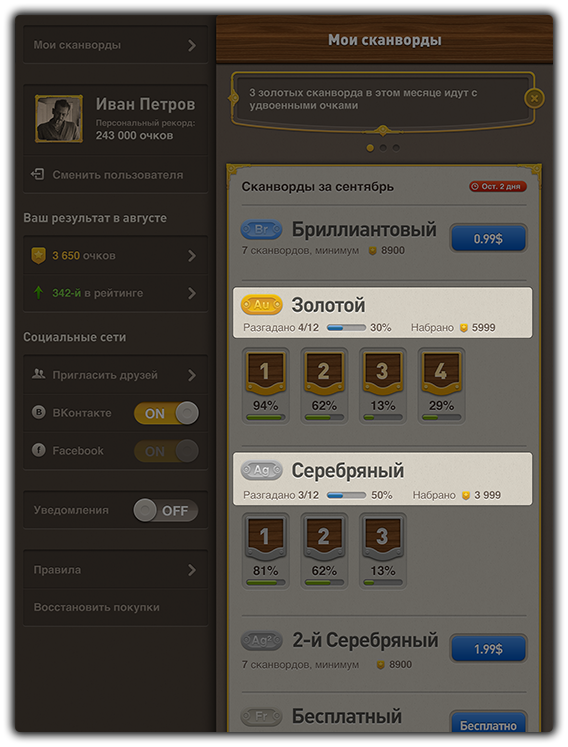 Мои сканворды
Иван Петров
Персональный рекорд:
243 000 очков
Сменить пользователя
Ваш результат в августе
3 650 очков
342-й в рейтинге
Социальные сети
Пригласить друзей
В ВКонтакте ON
f Facebook ON
Уведомления OFF
Правила
Восстановить покупки
Мои сканворды
3 золотых сканворда в этом месяце идут с
удвоенными очками
Сканворды за сентябрь Ост. 2 дня
Br Бриллиантовый 0.99$
7 сканвордов, минимум 8900
Au Золотой
Разгадано 4/12 30% Набрано 5999
1 2 3 4
94% 62% 13% 29%
Ag Серебряный
Разгадано 3/12 50% Набрано 3 999
1 2 3
81% 62% 13%
Ag² 2-й Серебряный 1.99$
7 сканвордов, минимум 8900
Fr Бесплатный Бесплатно